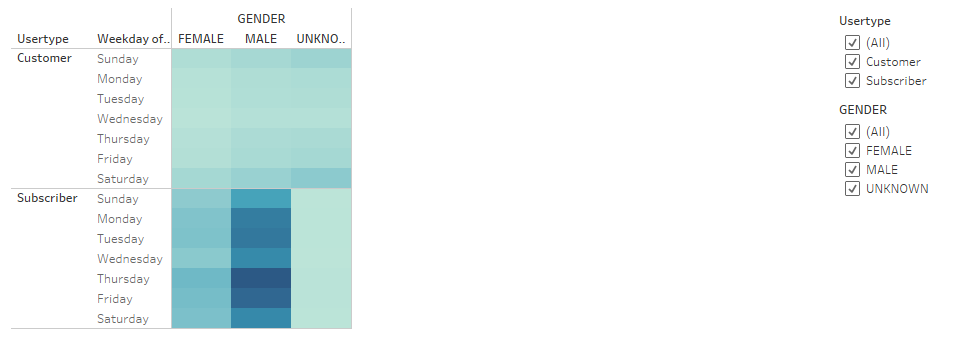 GENDER
Usertype Weekday of.. FEMALE MALE UNKNO..
Customer Sunday
Monday
Tuesday
Wednesday
Thursday
Friday
Saturday
Subscriber Sunday
Monday
Tuesday
Wednesday
Thursday
Friday
Saturday
Usertype
(All)
Customer
Subscriber
GENDER
(All)
FEMALE
MALE
UNKNOWN